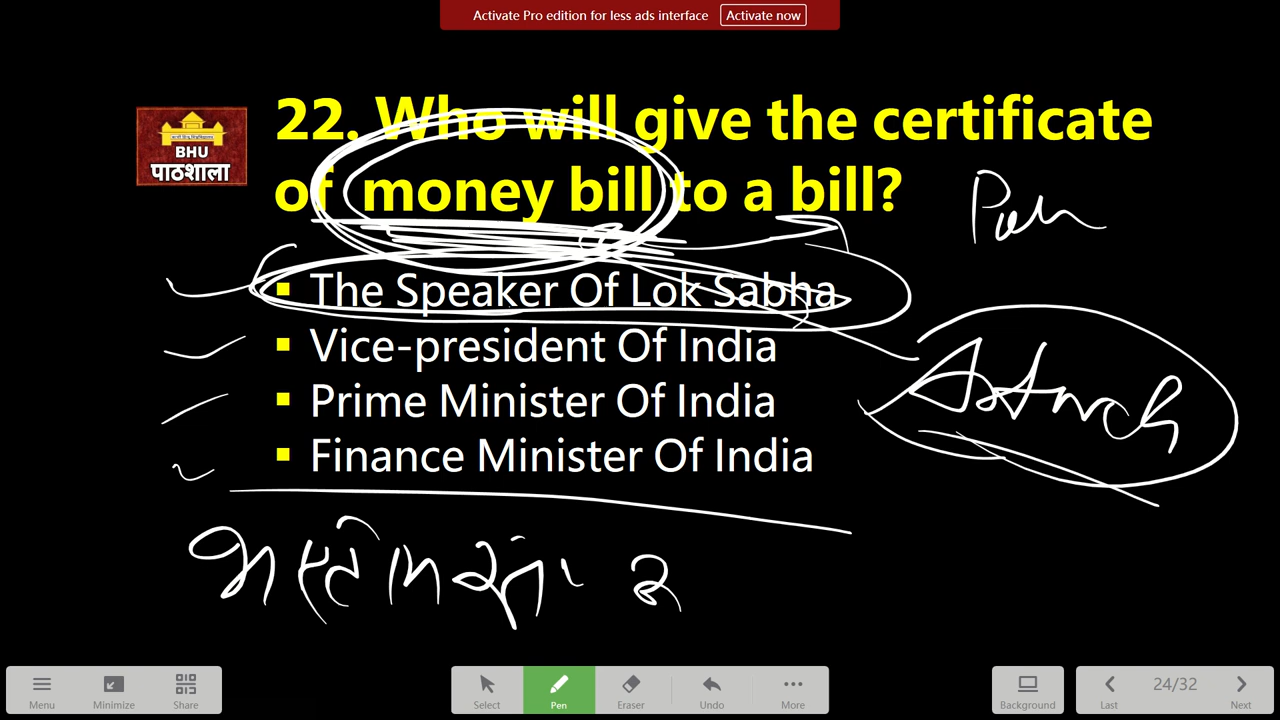 Activate Pro edition for less ads interface Activate now
22. Who will give the certificate
of money bill to a bill?
BHU
पाठशाला
▪ The Speaker Of Lok Sabha
▪ Vice-president Of India
▪ Prime Minister Of India
▪ Finance Minister Of India
Menu Minimize Share Select Pen Eraser Undo More Background Last 24/32 Next